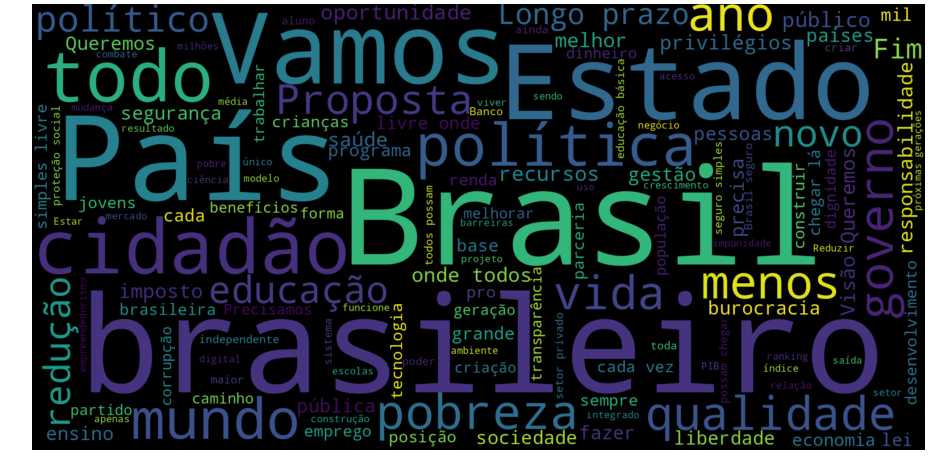 político
oportunidade
Longo prazo
ano
público
mil
aluno
ainda
Queremos
milhões
combate
Vamos
melhor
privilégios
países
Fim
criar
todo
dinheiro
Estado
acesso
segurança
média
trabalhar
Proposta
viver
Banco
sendo
educação básica
negócio
País
mudança
resultado
crianças
livre onde
saúde
programa
política
pessoas
novo
responsabilidade
simples livre
proteção social
pobre
único
ciência
modelo
renda
recursos
uso
gestão
crescimento
precisa
seguro simples
Brasil seguro
construir
chegar lá
dignidade
Visão
Queremos
governo
próximas gerações
jovens
Estar
mercado
cada
benefícios
forma
melhorar
barreiras
projeto
todos possam
Brasil
parceria
população
impunidade
Reduzir
cidadão
base
onde todos
redução
empreendedorismo
imposto
educação
vida
menos
brasileira
Precisamos
funcione
tecnologia
pro
geração
grande
transparência
burocracia
desenvolvimento
corrupção
independente
digital
sistema
poder
ambiente
criação
setor privado
cada vez
toda
PIB
possam chegar
ranking
índice
relação
saída
setor
brasileiro
maior
escolas
caminho
partido
apenas
mundo
pública
construção
pobreza
sempre
integrado
qualidade
ensino
emprego
posição
sociedade
fazer
liberdade
economia
lei